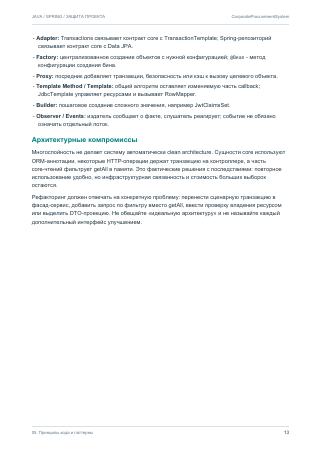 JAVA / SPRING / ЗАЩИТА ПРОЕКТА
CorporateProcurementSystem
- Adapter: Transactions связывает контракт core с TransactionTemplate; Spring-репозиторий
связывает контракт core с Data JPA.
- Factory: централизованное создание объектов с нужной конфигурацией; @Bean - метод
конфигурации создания бина.
- Proxy: посредник добавляет транзакции, безопасность или кэш к вызову целевого объекта.
- Template Method / Template: общий алгоритм оставляет изменяемую часть callback;
JdbcTemplate управляет ресурсами и вызывает RowMapper.
- Builder: пошаговое создание сложного значения, например JwtClaimsSet.
- Observer / Events: издатель сообщает о факте, слушатель реагирует; событие не обязано
означать отдельный поток.
Архитектурные компромиссы
Многослойность не делает систему автоматически clean architecture. Сущности core используют
ORM-аннотации, некоторые HTTP-операции держат транзакцию на контроллере, а часть
core-чтений фильтрует getAll в памяти. Это фактические решения с последствиями: повторное
использование удобно, но инфраструктурная связанность и стоимость больших выборок
остаются.
Рефакторинг должен отвечать на конкретную проблему: перенести сценарную транзакцию в
фасад-сервис, добавить запрос по фильтру вместо getAll, ввести проверку владения ресурсом
или выделить DTO-проекцию. Не обещайте «идеальную архитектуру» и не называйте каждый
дополнительный интерфейс улучшением.
09. Принципы кода и паттерны
13